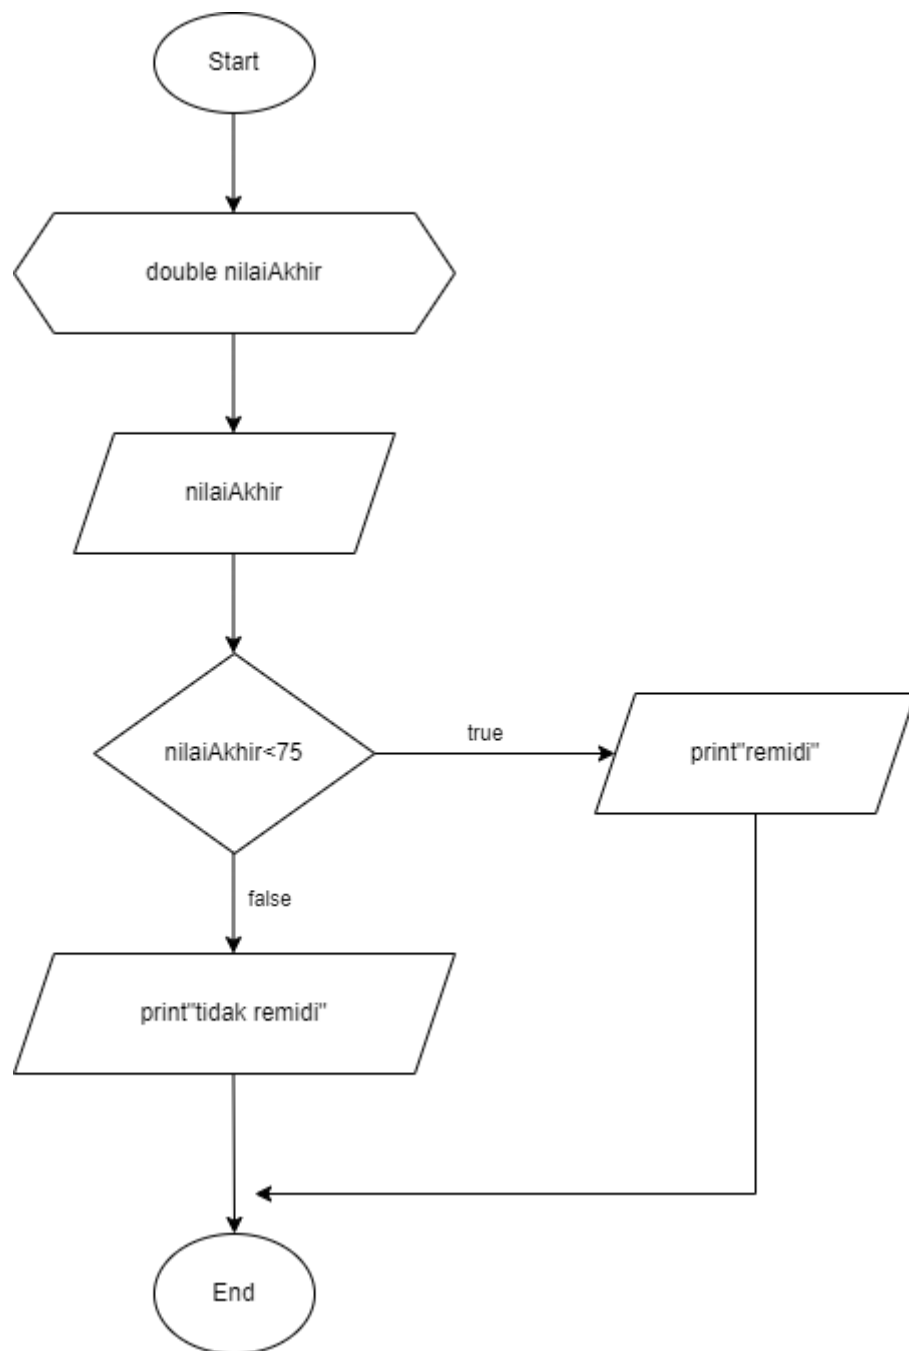 Start
double nilaiAkhir
nilaiAkhir
nilaiAkhir<75
true
print"remidi"
false
print"tidak remidi"
End